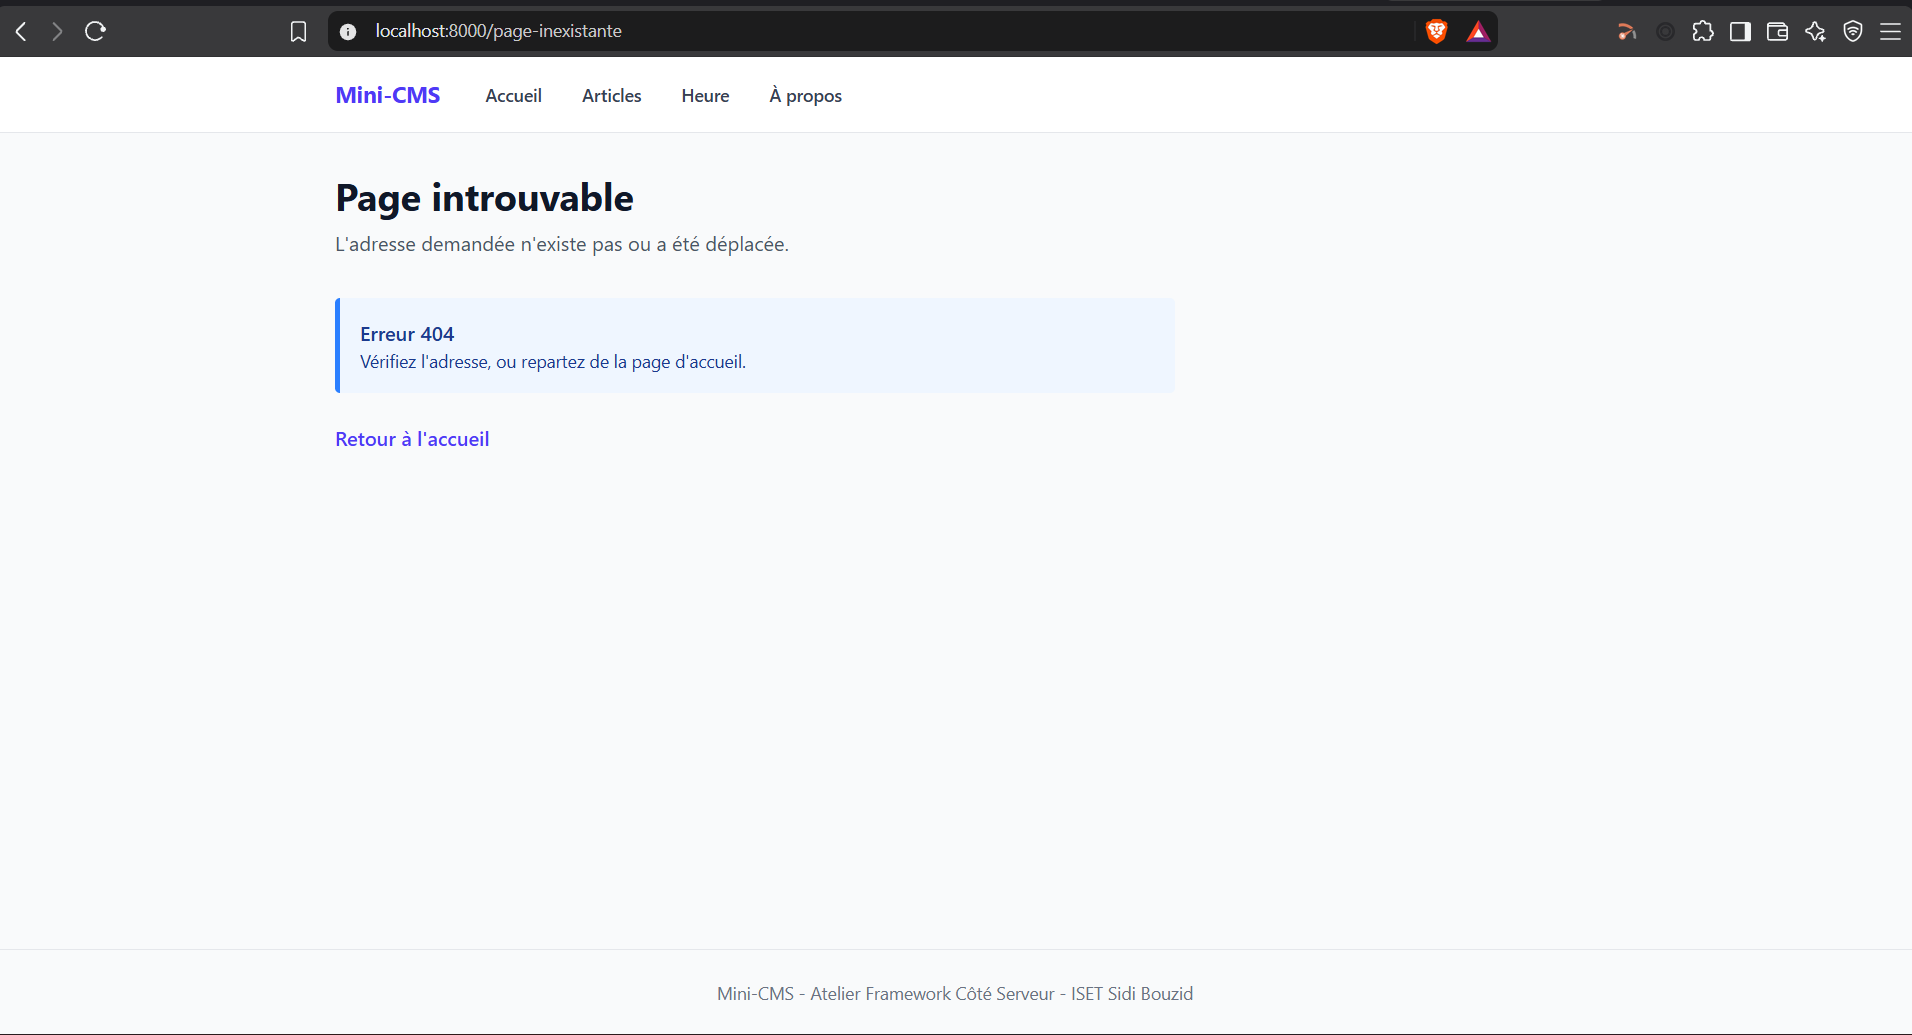 localhost:8000/page-inexistante
Mini-CMS Accueil Articles Heure À propos
Page introuvable
L'adresse demandée n'existe pas ou a été déplacée.
Erreur 404
Vérifiez l'adresse, ou repartez de la page d'accueil.
Retour à l'accueil
Mini-CMS - Atelier Framework Côté Serveur - ISET Sidi Bouzid